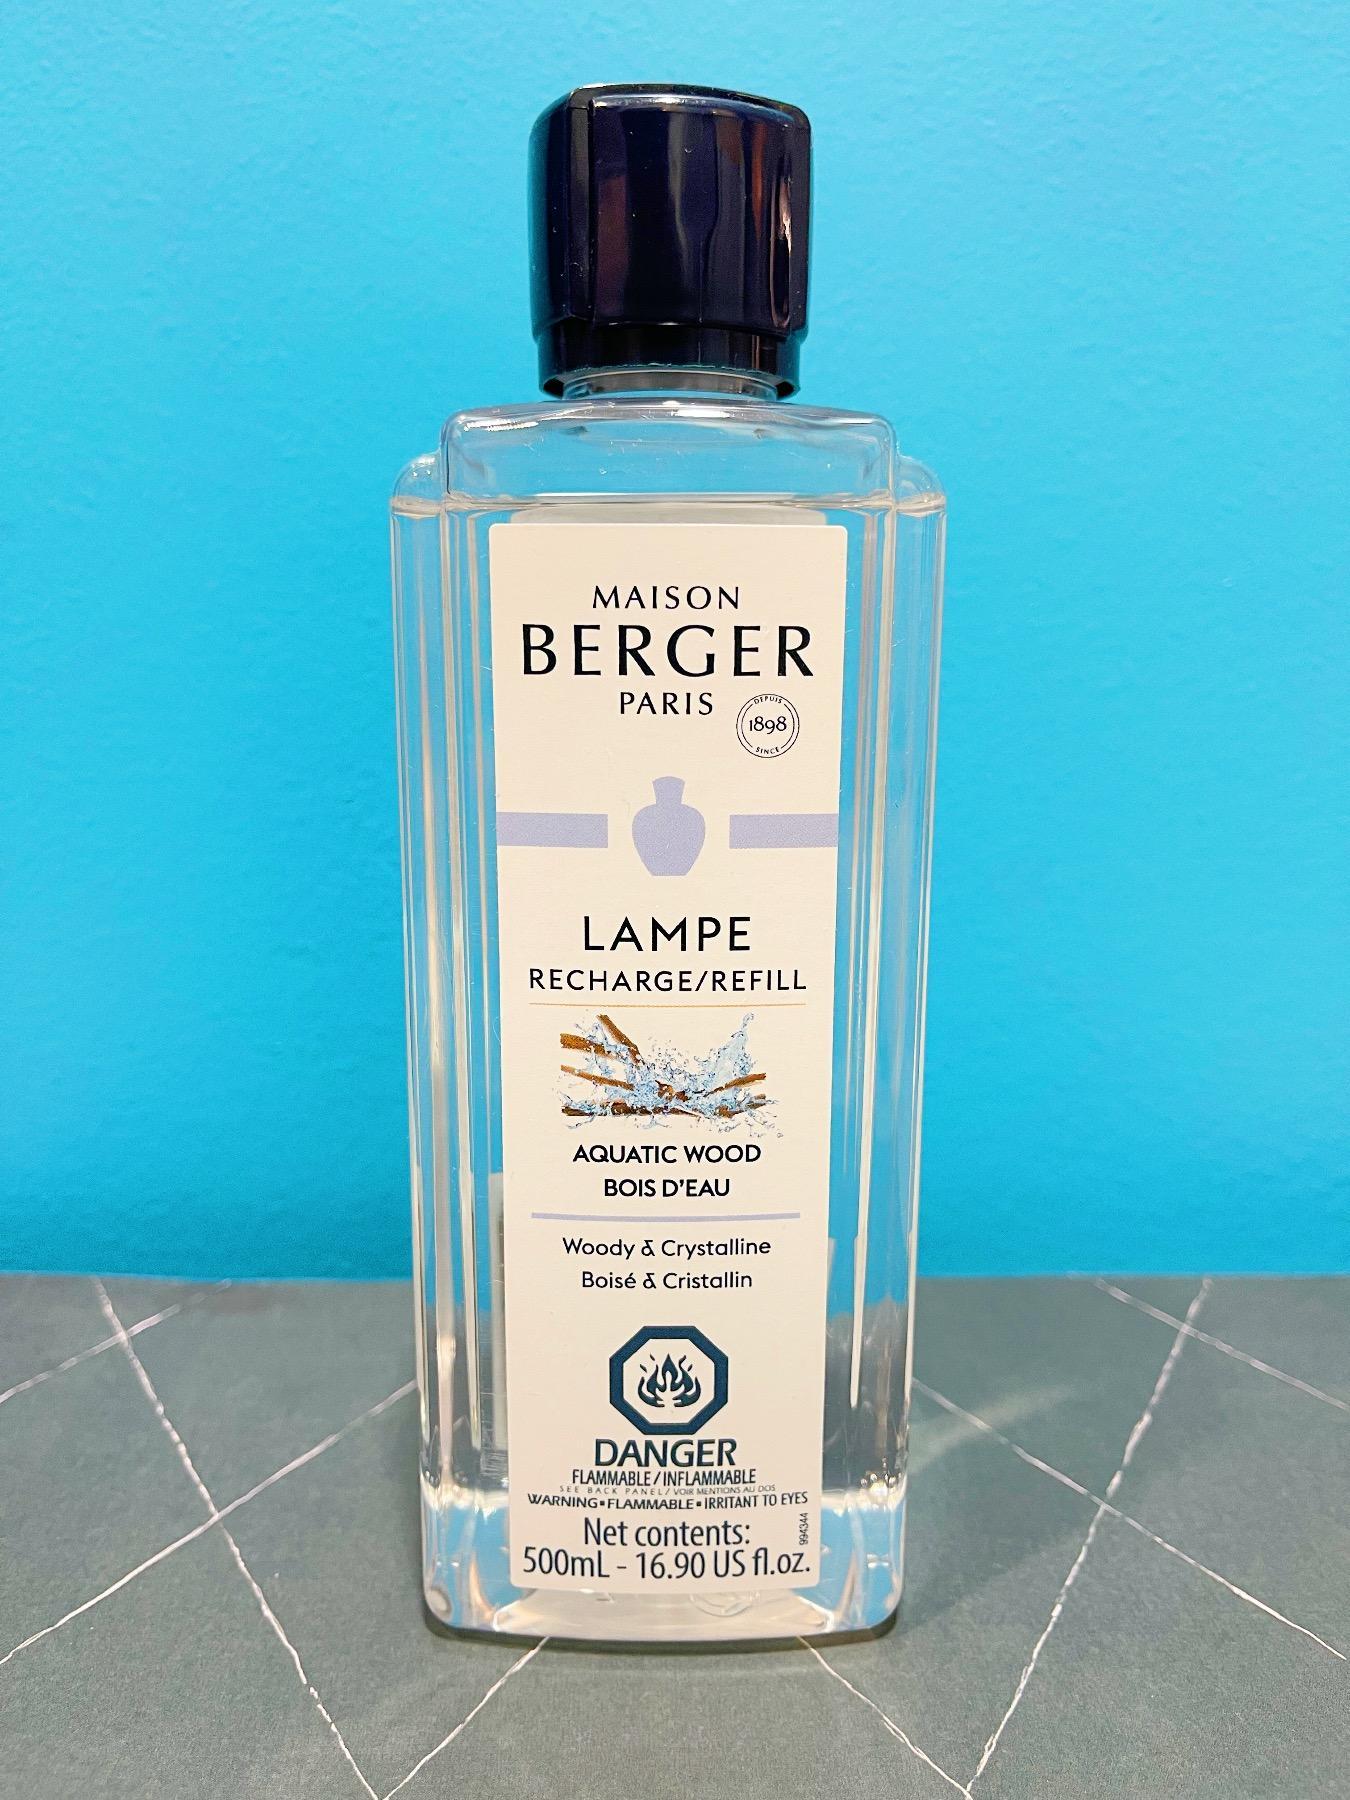 MAISON
BERGER
PARIS
DEPUIS
1898
SINCE
LAMPE
RECHARGE/REFILL
AQUATIC WOOD
BOIS D'EAU
Woody & Crystalline
Boisé & Cristallin
DANGER
FLAMMABLE/INFLAMMABLE
SEE BACK PANEL/VOIR MENTIONS AU DOS
WARNING▪FLAMMABLE▪IRRITANT TO EYES
Net contents:
500mL - 16.90 US fl.oz.
994344